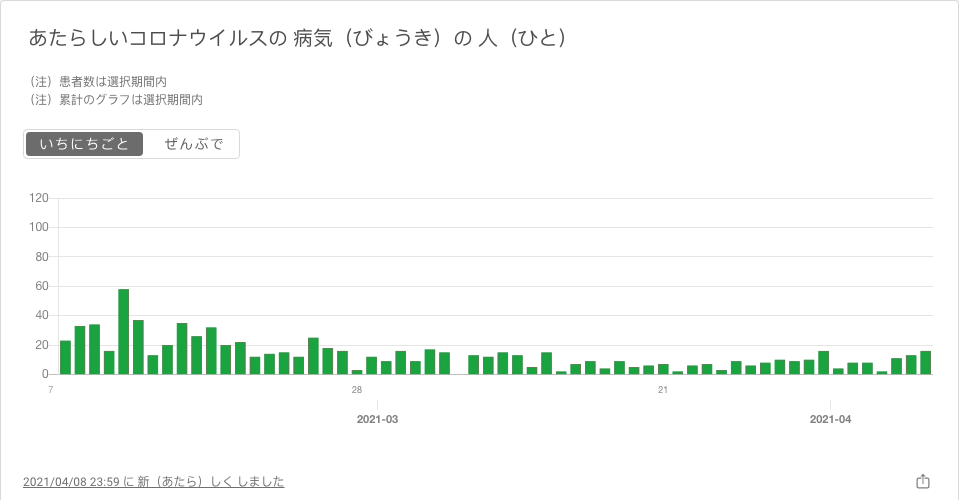 あたらしいコロナウイルスの 病気（びょうき）の 人（ひと）
（注）患者数は選択期間内
（注）累計のグラフは選択期間内
いちにちごと ぜんぶで
120
100
80
60
40
20
0
7 28 21
2021-03 2021-04
2021/04/08 23:59 に 新（あたら）しく しました